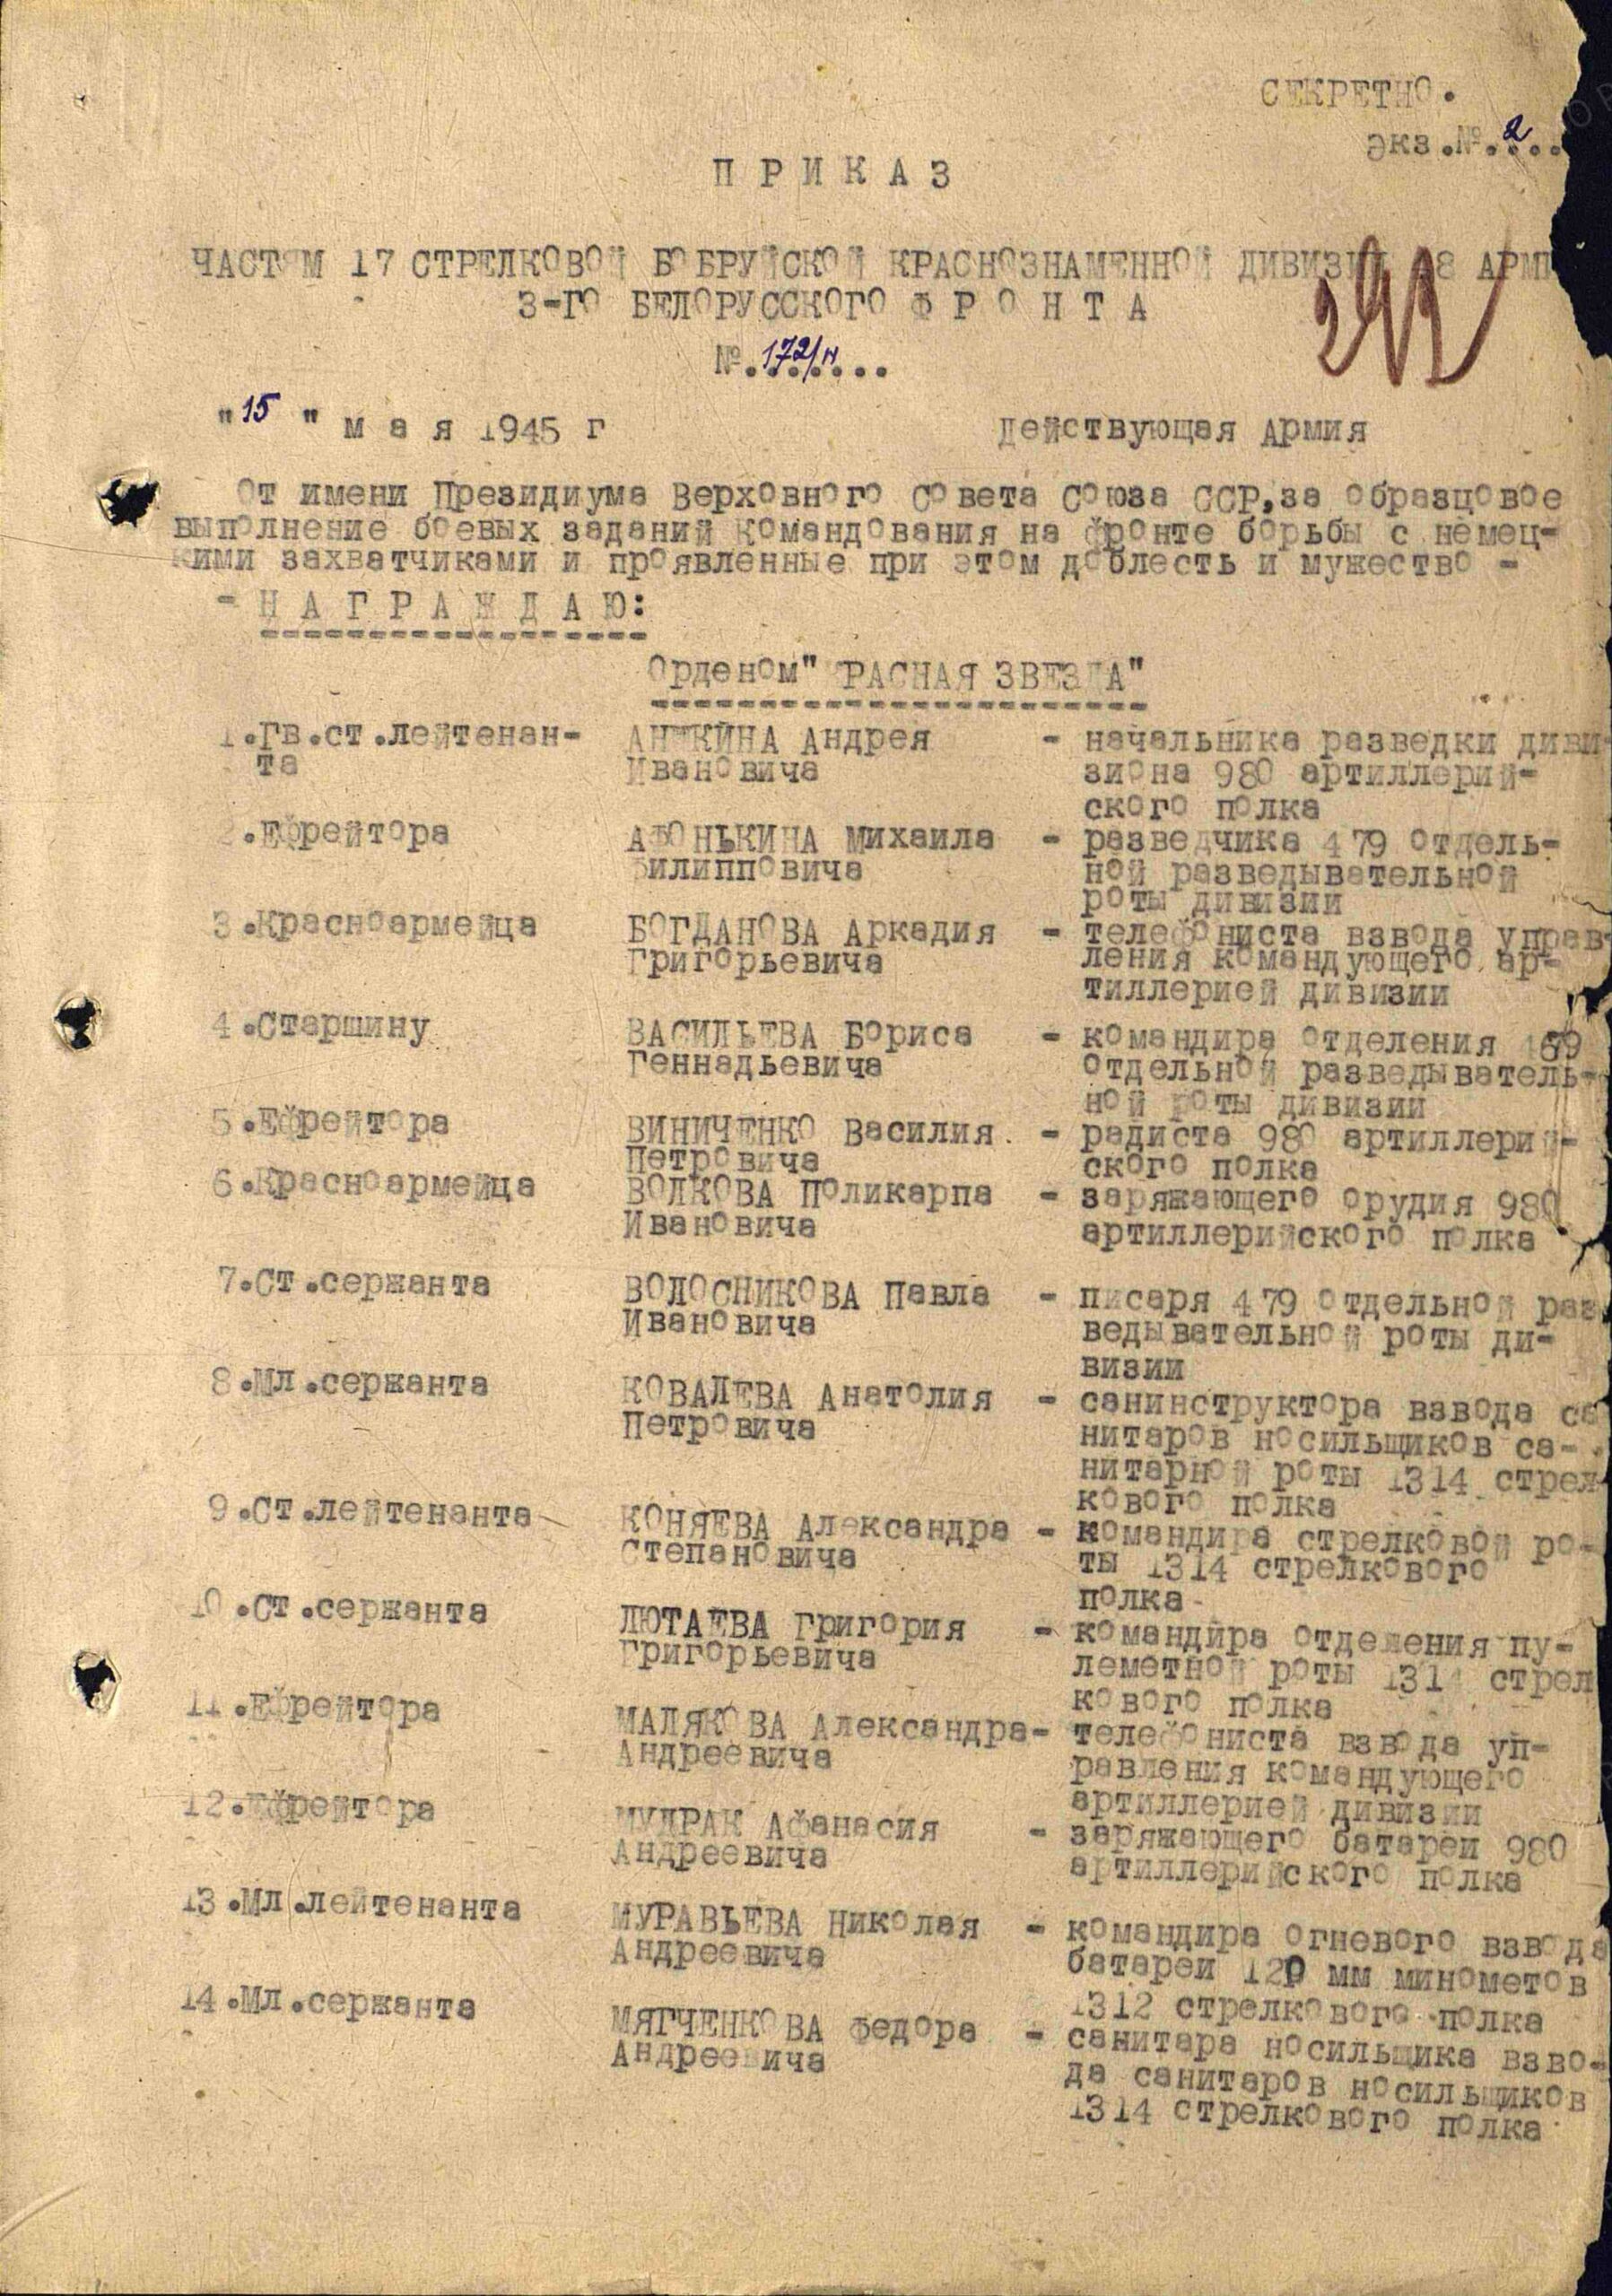 СЕКРЕТНО.
Экз.№.2...
П Р И К А З
ЧАСТЯМ 17 СТРЕЛКОВОЙ БОБРУЙСКОЙ КРАСНОЗНАМЕННОЙ ДИВИЗИИ 28 АРМИ
3-ГО БЕЛОРУССКОГО Ф Р О Н Т А
№.172/н...
"15" м а я 1945 г Действующая Армия
От имени Президиума Верховного Совета Союза ССР,за образцовое
выполнение боевых заданий командования на фронте борьбы с немец-
кими захватчиками и проявленные при этом доблесть и мужество -
- Н А Г Р А Ж Д А Ю:
Орденом "КРАСНАЯ ЗВЕЗДА"
1.Гв.ст.лейтенан- АНИКИНА Андрея - начальника разведки диви-
та Ивановича зиона 980 артиллерий-
ского полка
2.Ефрейтора АФОНЬКИНА Михаила - разведчика 479 отдель-
Филипповича ной разведывательной
роты дивизии
3.Красноармейца БОГДАНОВА Аркадия - телефониста взвода управ-
Григорьевича ления командующего ар-
тиллерией дивизии
4.Старшину ВАСИЛЬЕВА Бориса - командира отделения 479
Геннадьевича отдельной разведыватель-
ной роты дивизии
5.Ефрейтора ВИНИЧЕНКО Василия - радиста 980 артиллерий-
Петровича ского полка
6.Красноармейца ВОЛКОВА Поликарпа - заряжающего орудия 980
Ивановича артиллерийского полка
7.Ст.сержанта ВОЛОСНИКОВА Павла - писаря 479 отдельной раз
Ивановича ведывательной роты ди-
визии
8.Мл.сержанта КОВАЛЕВА Анатолия - санинструктора взвода са
Петровича нитаров носильщиков са-
нитарной роты 1314 стрел
кового полка
9.Ст.лейтенанта КОНЯЕВА Александра - командира стрелковой ро-
Степановича ты 1314 стрелкового
полка
10.Ст.сержанта ЛЮТАЕВА Григория - командира отделения пу-
Григорьевича леметной роты 1314 стрел
кового полка
11.Ефрейтора МАЛЯКОВА Александра- телефониста взвода уп-
Андреевича равления командующего
артиллерией дивизии
12.Ефрейтора МУДРАК Афанасия - заряжающего батареи 980
Андреевича артиллерийского полка
13.Мл.лейтенанта МУРАВЬЕВА Николая - командира огневого взвода
Андреевича батареи 120 мм минометов
1312 стрелкового полка
14.Мл.сержанта МЯГЧЕНКОВА Федора - санитара носильщика взво-
Андреевича да санитаров носильщиков
1314 стрелкового полка